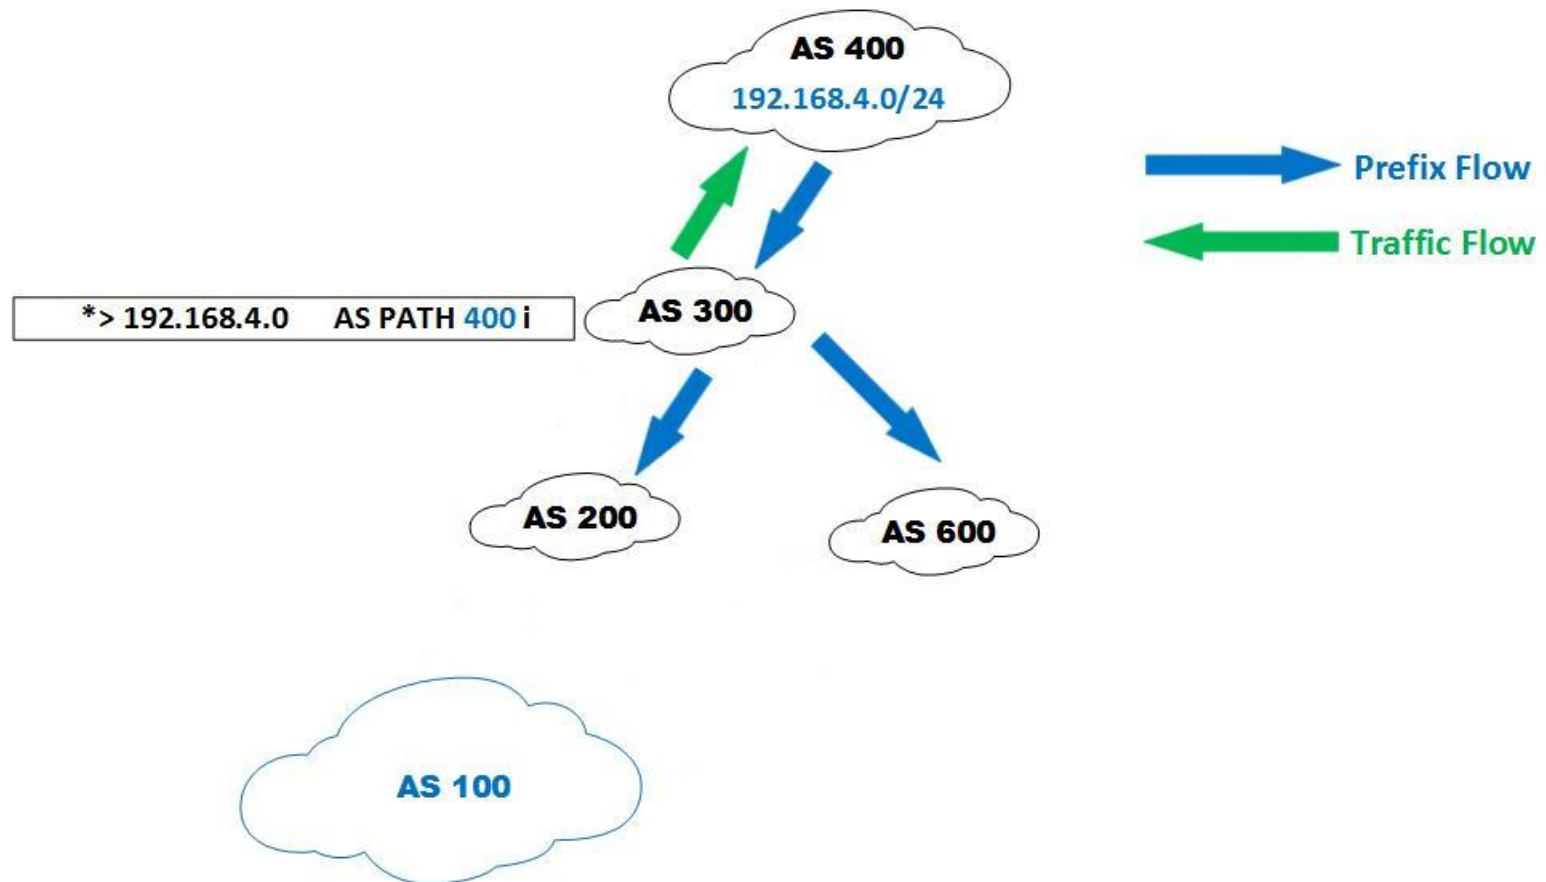 AS 400
192.168.4.0/24
Prefix Flow
Traffic Flow
*> 192.168.4.0 AS PATH 400 i
AS 300
AS 200
AS 600
AS 100